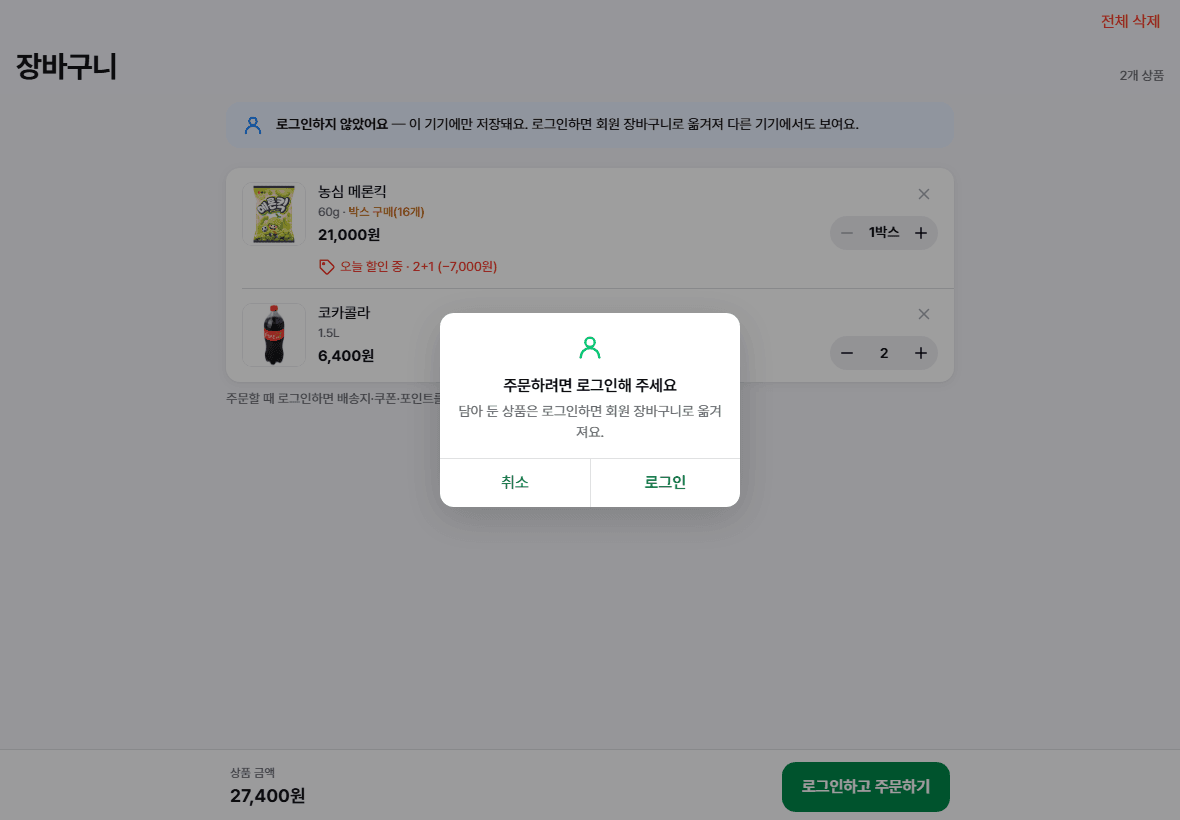 전체 삭제
장바구니
2개 상품
로그인하지 않았어요 — 이 기기에만 저장돼요. 로그인하면 회원 장바구니로 옮겨져 다른 기기에서도 보여요.
농심 메론킥
60g · 박스 구매(16개)
21,000원
1박스
오늘 할인 중 · 2+1 (−7,000원)
메론킥
코카콜라
1.5L
6,400원
2
주문할 때 로그인하면 배송지·쿠폰·포인트를
주문하려면 로그인해 주세요
담아 둔 상품은 로그인하면 회원 장바구니로 옮겨
져요.
취소
로그인
상품 금액
27,400원
로그인하고 주문하기